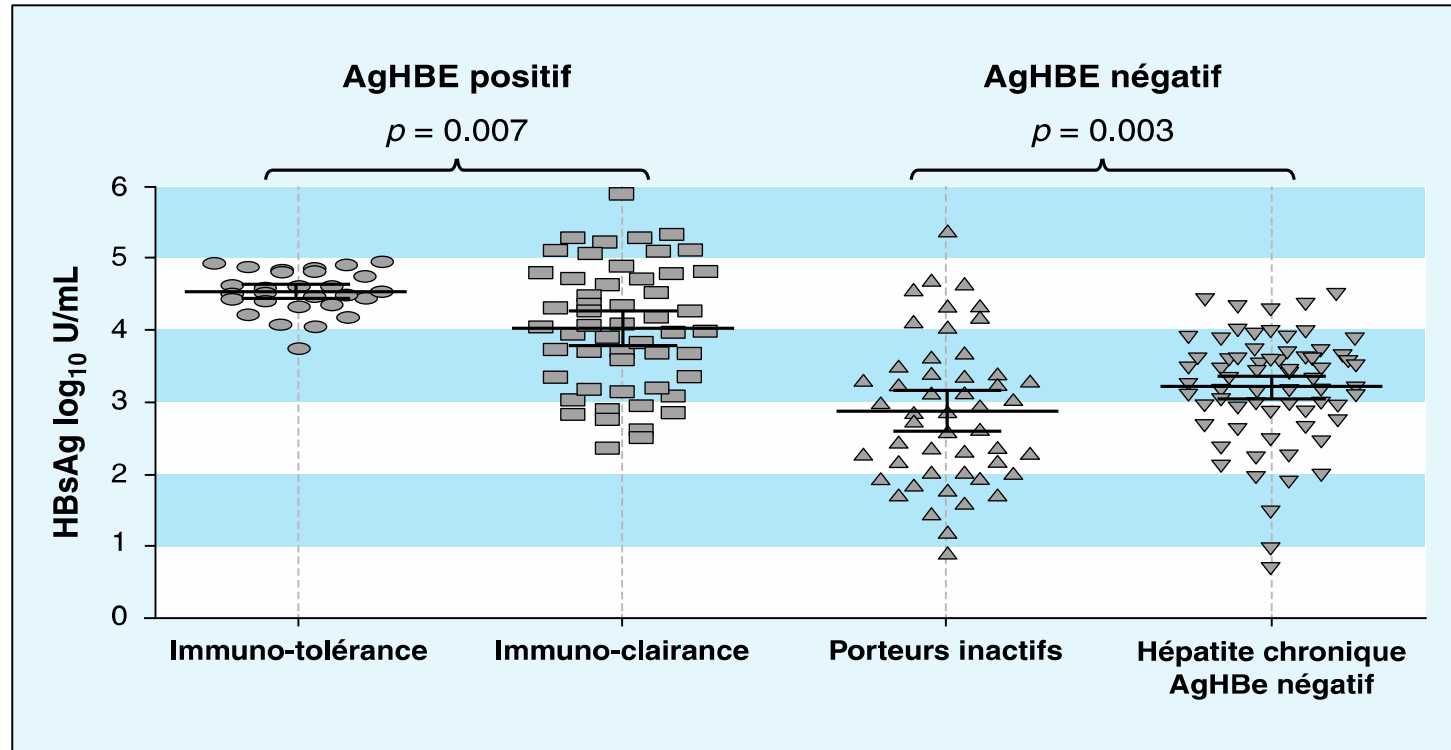 AgHBE positif
AgHBE négatif
p = 0.007
p = 0.003
HBsAg log₁₀ U/mL
6
5
4
3
2
1
0
Immuno-tolérance
Immuno-clairance
Porteurs inactifs
Hépatite chronique
AgHBe négatif